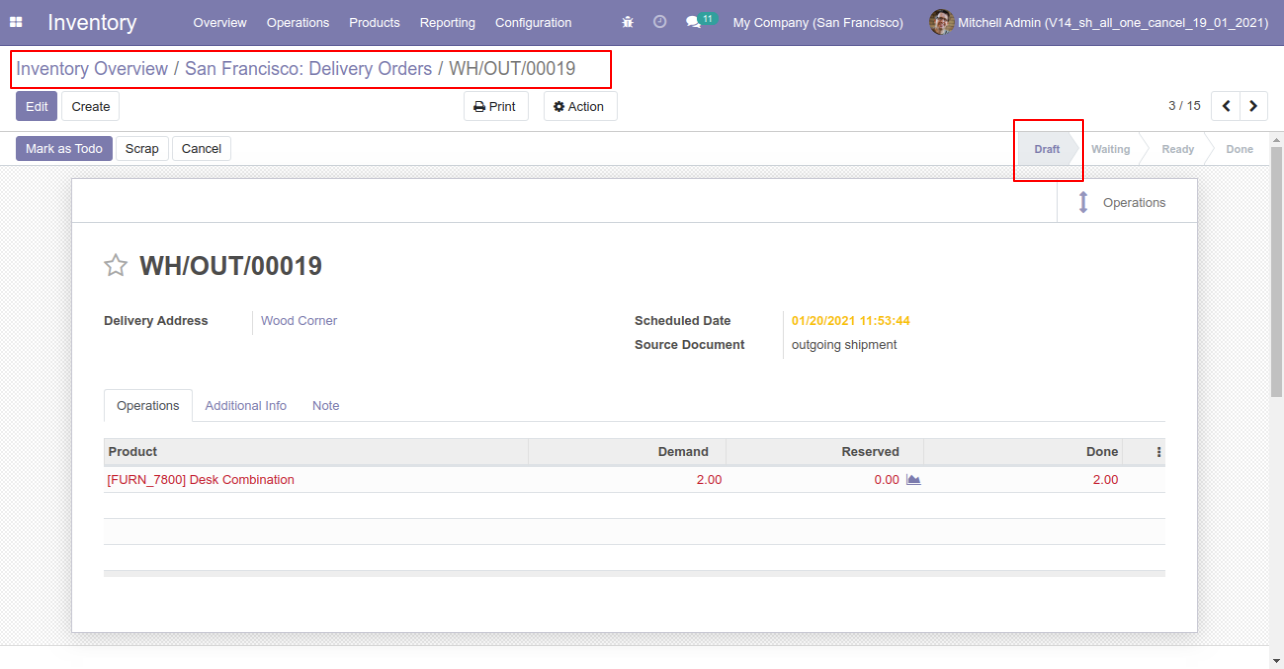 Inventory Overview Operations Products Reporting Configuration 11 My Company (San Francisco) Mitchell Admin (V14_sh_all_one_cancel_19_01_2021)
Inventory Overview / San Francisco: Delivery Orders / WH/OUT/00019
Edit Create Print Action 3 / 15
Mark as Todo Scrap Cancel Draft Waiting Ready Done
Operations
WH/OUT/00019
Delivery Address Wood Corner Scheduled Date 01/20/2021 11:53:44
Source Document outgoing shipment
Operations Additional Info Note
Product Demand Reserved Done
[FURN_7800] Desk Combination 2.00 0.00 2.00